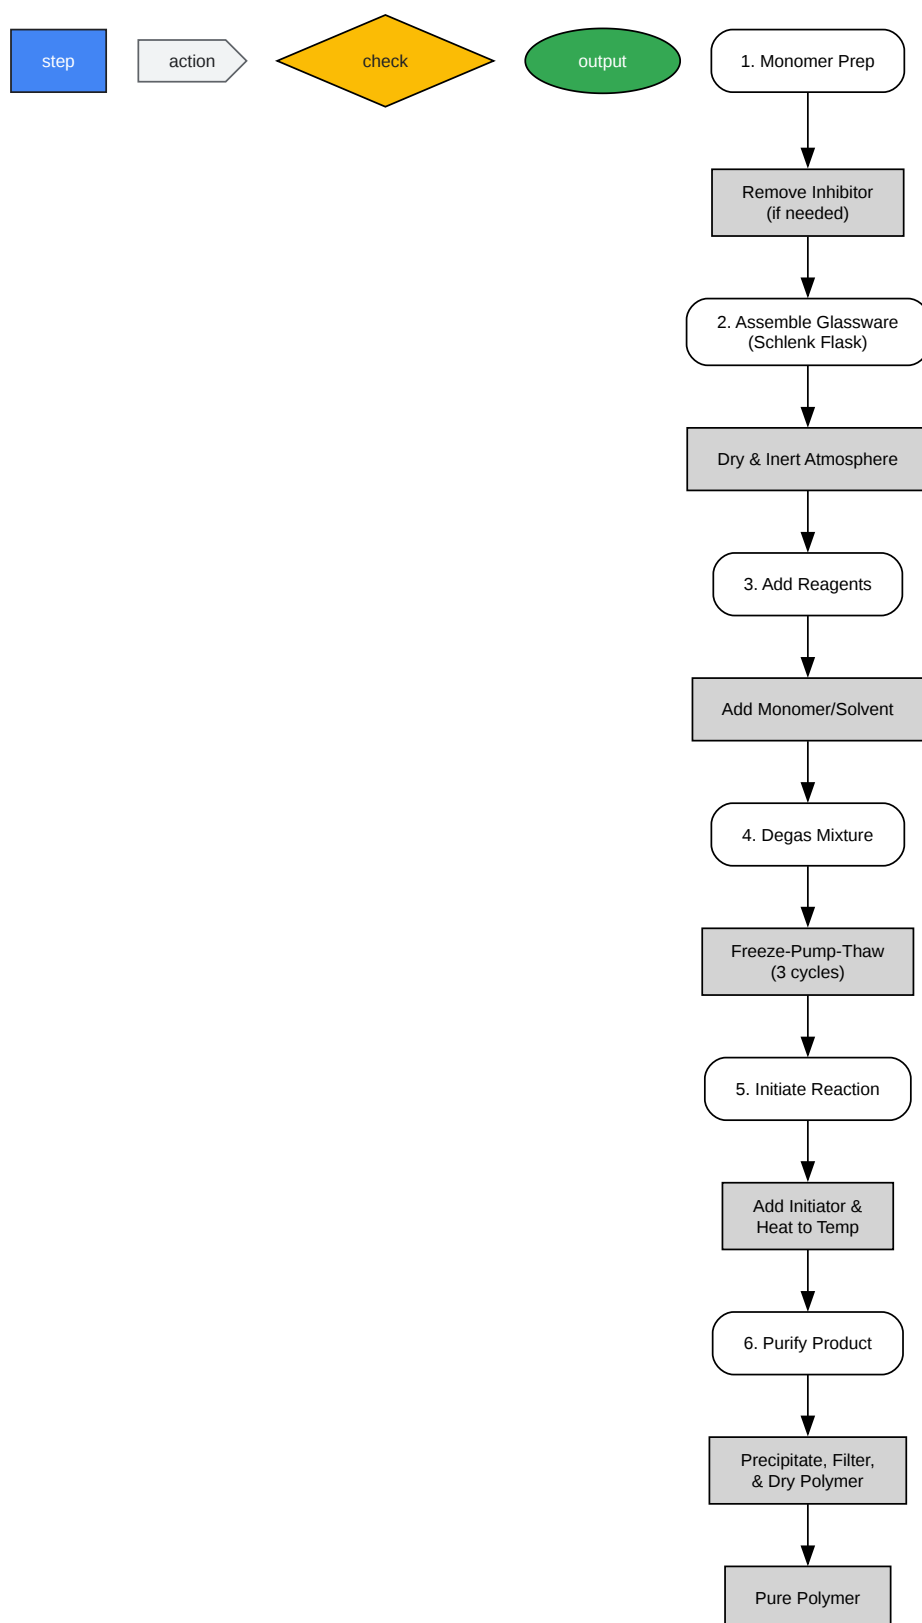 step
action
check
output
1. Monomer Prep
Remove Inhibitor
(if needed)
2. Assemble Glassware
(Schlenk Flask)
Dry & Inert Atmosphere
3. Add Reagents
Add Monomer/Solvent
4. Degas Mixture
Freeze-Pump-Thaw
(3 cycles)
5. Initiate Reaction
Add Initiator &
Heat to Temp
6. Purify Product
Precipitate, Filter,
& Dry Polymer
Pure Polymer